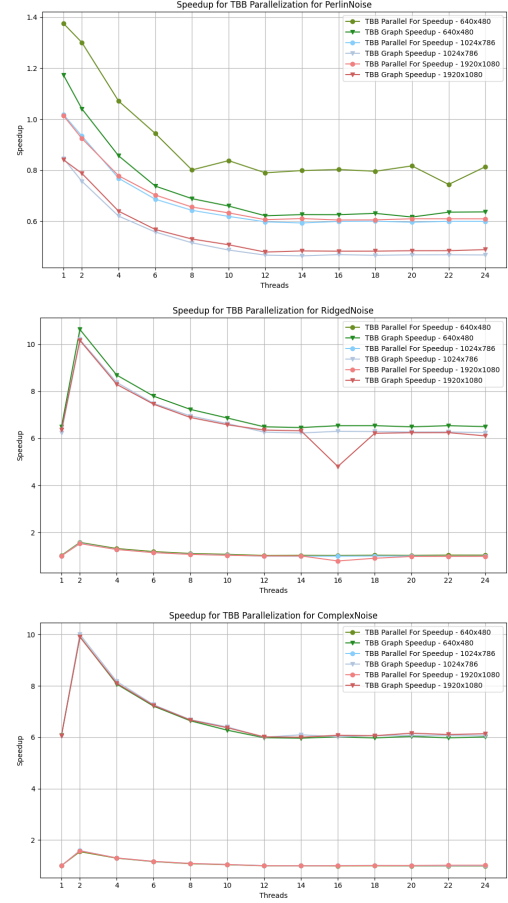 Speedup for TBB Parallelization for PerlinNoise
1.4
1.2
1.0
0.8
0.6
Speedup
TBB Parallel For Speedup - 640x480
TBB Graph Speedup - 640x480
TBB Parallel For Speedup - 1024x786
TBB Graph Speedup - 1024x786
TBB Parallel For Speedup - 1920x1080
TBB Graph Speedup - 1920x1080
1 2 4 6 8 10 12 14 16 18 20 22 24
Threads
Speedup for TBB Parallelization for RidgedNoise
10
8
6
4
2
Speedup
TBB Parallel For Speedup - 640x480
TBB Graph Speedup - 640x480
TBB Parallel For Speedup - 1024x786
TBB Graph Speedup - 1024x786
TBB Parallel For Speedup - 1920x1080
TBB Graph Speedup - 1920x1080
1 2 4 6 8 10 12 14 16 18 20 22 24
Threads
Speedup for TBB Parallelization for ComplexNoise
10
8
6
4
2
Speedup
TBB Parallel For Speedup - 640x480
TBB Graph Speedup - 640x480
TBB Parallel For Speedup - 1024x786
TBB Graph Speedup - 1024x786
TBB Parallel For Speedup - 1920x1080
TBB Graph Speedup - 1920x1080
1 2 4 6 8 10 12 14 16 18 20 22 24
Threads